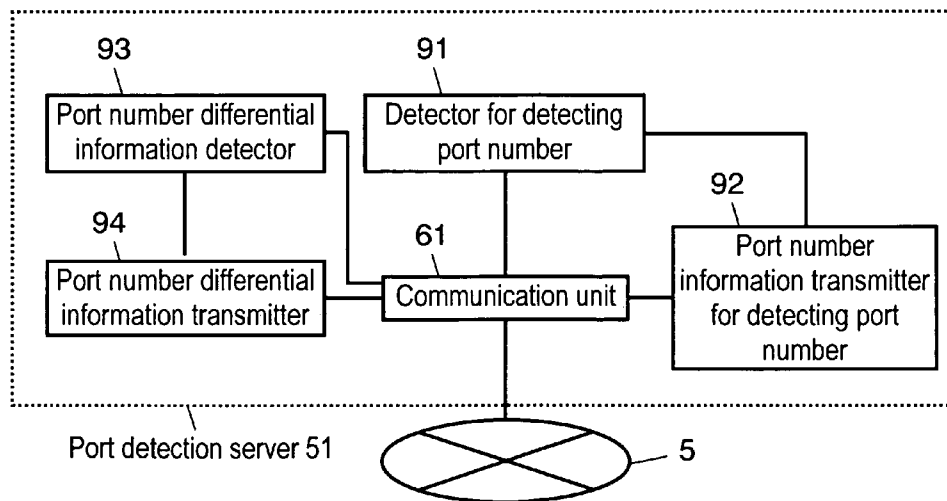 93
91
Port number differential
information detector
Detector for detecting
port number
92
94
61
Port number differential
information transmitter
Communication unit
Port number
information transmitter
for detecting port
number
Port detection server 51
5